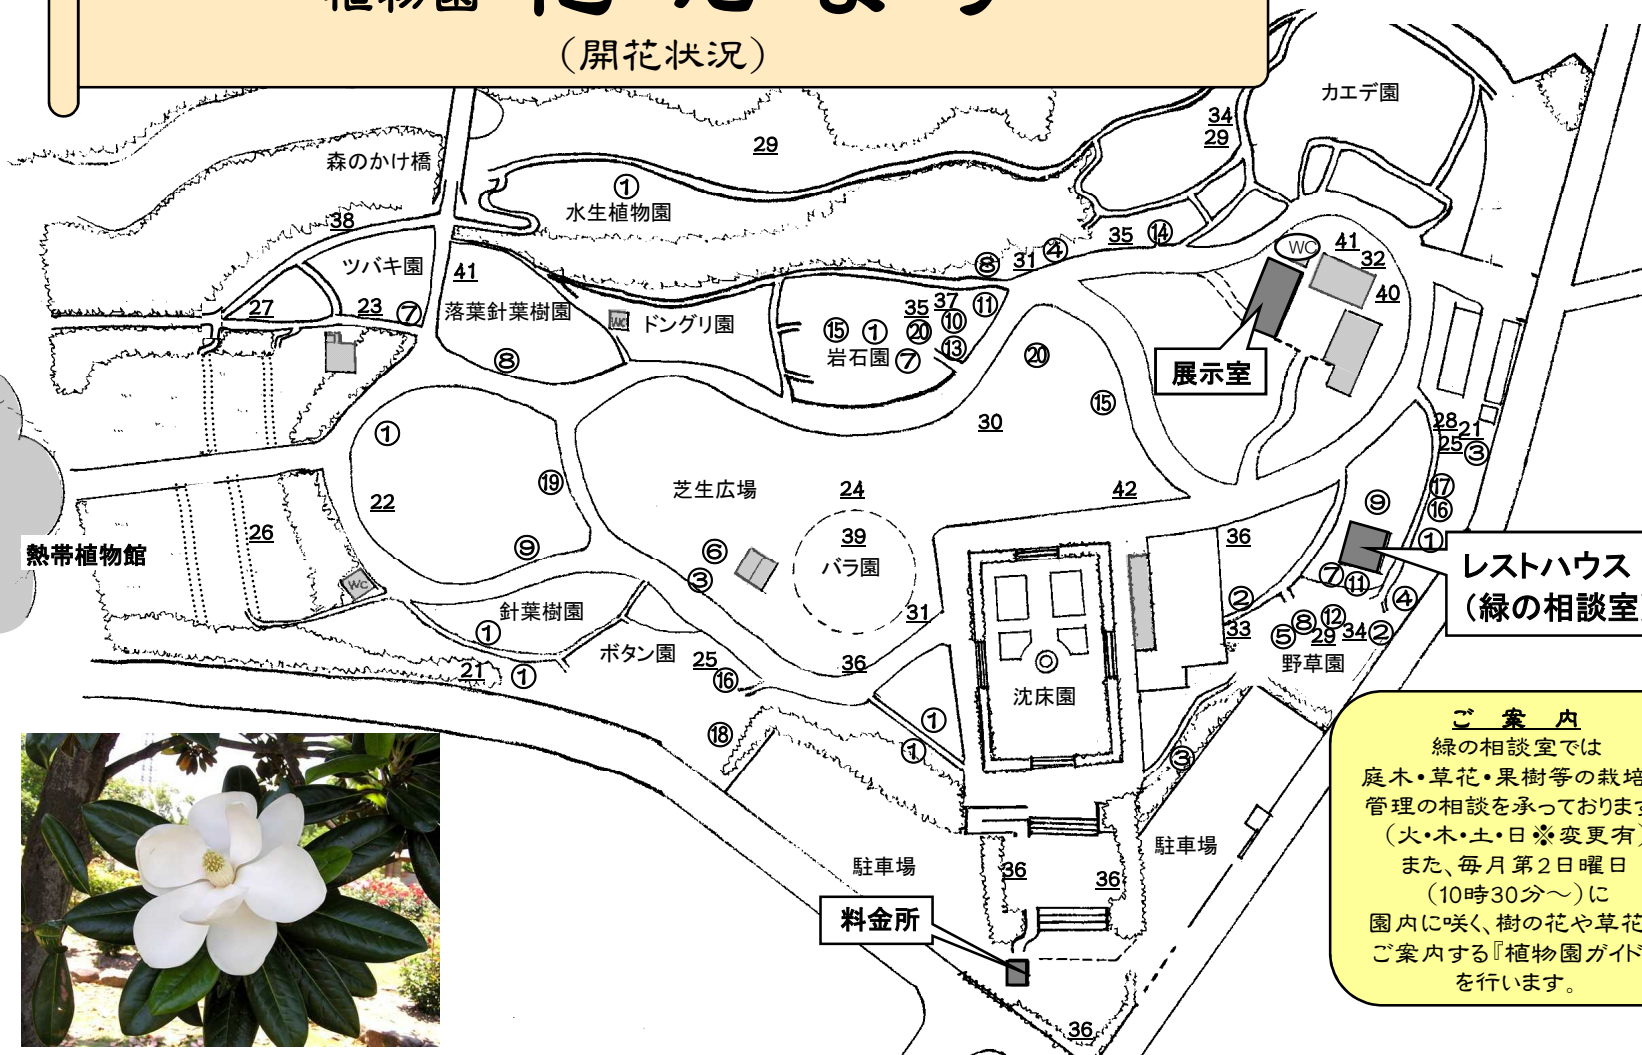 植物園 花だより
(開花状況)
カエデ園
34
29
29
森のかけ橋
①
水生植物園
38
35 ⑭
WC 41
32
40
ツバキ園
41
⑧ 31 ④
27 23 ⑦
落葉針葉樹園
WC ドングリ園
35 37 ⑪
⑮ ① ⑳ ⑩
岩石園 ⑦ ⑬
⑳
⑧
展示室
⑮
①
30
28 21
25 ③
⑲
芝生広場
24
42
⑰
⑨ ⑯
22
26
39
36
①
熱帯植物館
⑨
⑥
バラ園
レストハウス
(緑の相談室
WC
③
⑦ ⑪
②
④
針葉樹園
31
①
33 ⑤ ⑧ ⑫ 29 34 ②
野草園
ボタン園
25
⑯
36
21 ①
沈床園
⑱
①
①
③
ご 案 内
緑の相談室では
庭木・草花・果樹等の栽培
管理の相談を承っております
(火・木・土・日※変更有)
また、毎月第2日曜日
(10時30分~)に
園内に咲く、樹の花や草花
ご案内する『植物園ガイド
を行います。
駐車場
駐車場
36
36
料金所
36